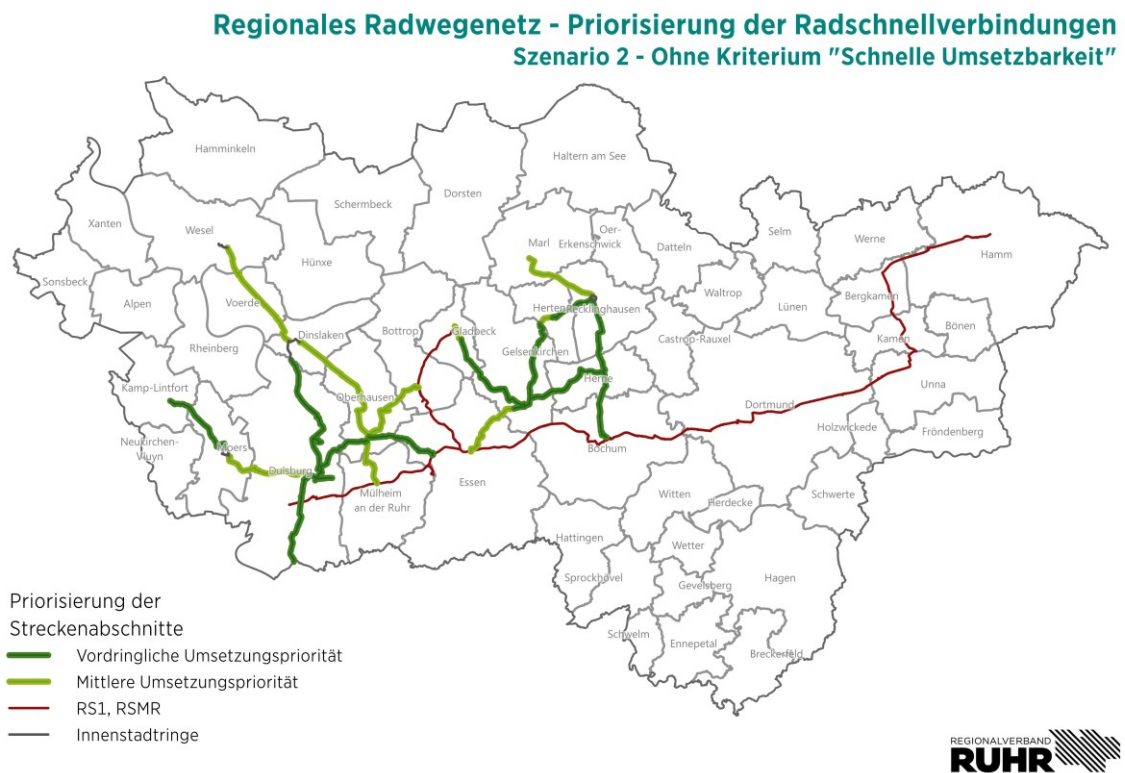 Regionales Radwegenetz - Priorisierung der Radschnellverbindungen
Szenario 2 - Ohne Kriterium "Schnelle Umsetzbarkeit"
Hamminkeln
Haltern am See
Dorsten
Schermbeck
Xanten
Wesel
Marl
Oer-
Erkenschwick
Datteln
Selm
Werne
Hamm
Hünxe
Sonsbeck
Alpen
Voerde
Waltrop
Lünen
Bergkamen
Herten
Recklinghausen
Bönen
Dinslaken
Bottrop
Gladbeck
Rheinberg
Gelsenkirchen
Castrop-Rauxel
Kamen
Kamp-Lintfort
Herne
Unna
Oberhausen
Dortmund
Holzwickede
Fröndenberg
Neukirchen-
Vluyn
Moers
Bochum
Duisburg
Essen
Mülheim
an der Ruhr
Witten
Herdecke
Schwerte
Hattingen
Wetter
Sprockhövel
Gevelsberg
Hagen
Schwelm
Ennepetal
Breckerfeld
Priorisierung der
Streckenabschnitte
Vordringliche Umsetzungspriorität
Mittlere Umsetzungspriorität
RS1, RSMR
Innenstadtringe
REGIONALVERBAND
RUHR